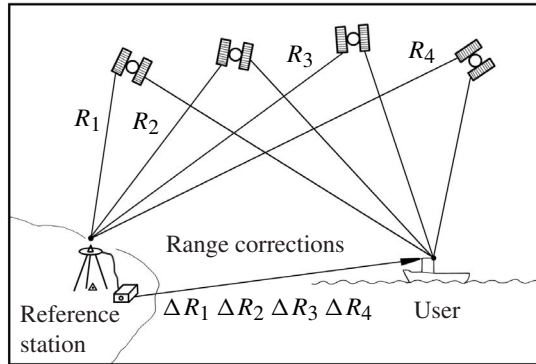 R₁
R₂
R₃
R₄
Range corrections
ΔR₁ ΔR₂ ΔR₃ ΔR₄
Reference
station
User